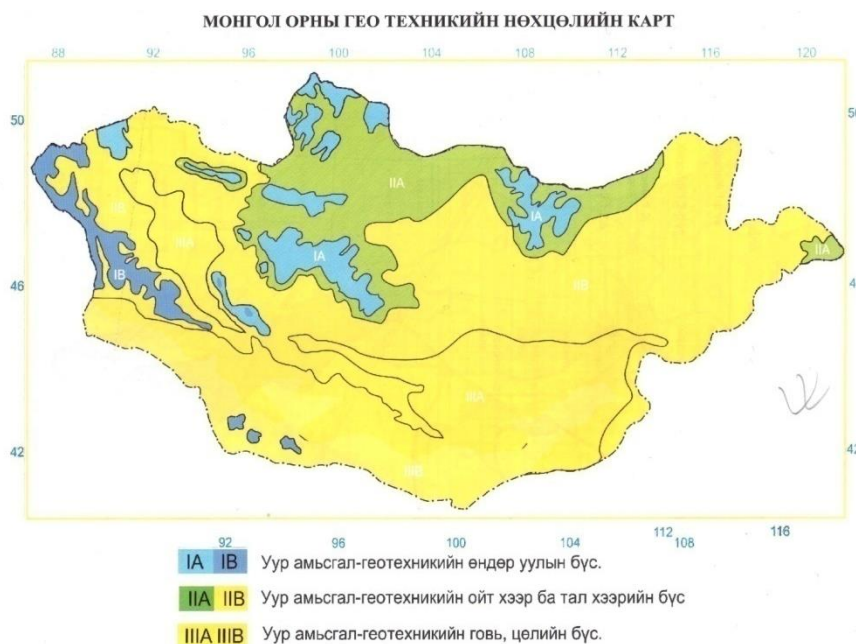 МОНГОЛ ОРНЫ ГЕО ТЕХНИКИЙН НӨХЦӨЛИЙН КАРТ
88 92 96 100 104 108 112 116 120
50 50
IIA
IA
IIB IIIA IA IIA
IB IIB
46 4
IIIA
42 42
IIIB
92 96 100 104 112 108 116
IA IB Уур амьсгал-геотехникийн өндөр уулын бүс.
IIA IIB Уур амьсгал-геотехникийн ойт хээр ба тал хээрийн бүс
IIIA IIIB Уур амьсгал-геотехникийн говь, цөлийн бүс.